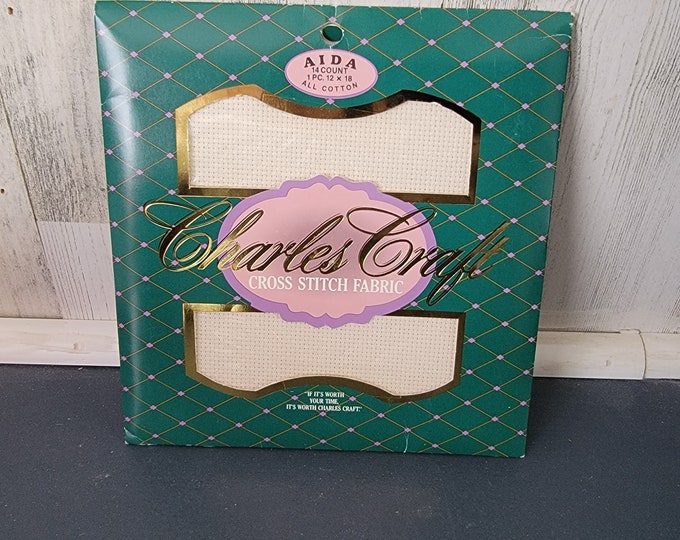 AIDA
14 COUNT
1 PC. 12 X 18
ALL COTTON
Charles Craft
CROSS STITCH FABRIC
"IF IT'S WORTH
YOUR TIME,
IT'S WORTH CHARLES CRAFT."